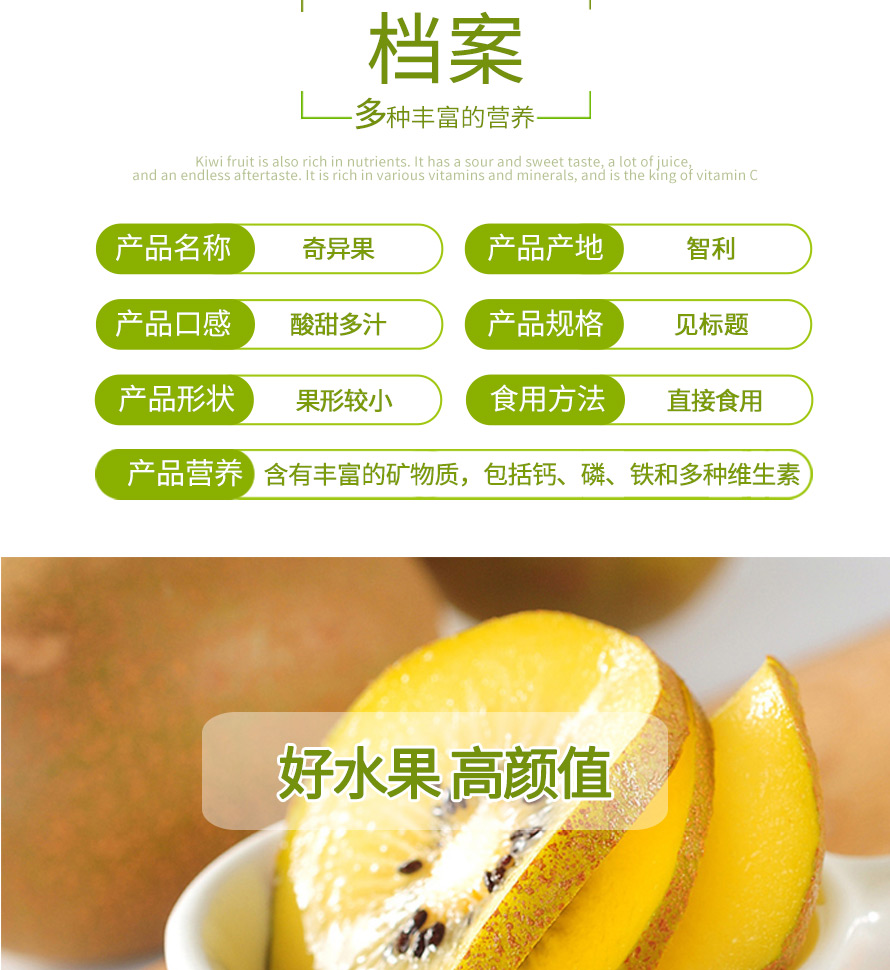 档案
多种丰富的营养
Kiwi fruit is also rich in nutrients. It has a sour and sweet taste, a lot of juice,
and an endless aftertaste. It is rich in various vitamins and minerals, and is the king of vitamin C
产品名称 奇异果 产品产地 智利
产品口感 酸甜多汁 产品规格 见标题
产品形状 果形较小 食用方法 直接食用
产品营养 含有丰富的矿物质，包括钙、磷、铁和多种维生素
好水果 高颜值